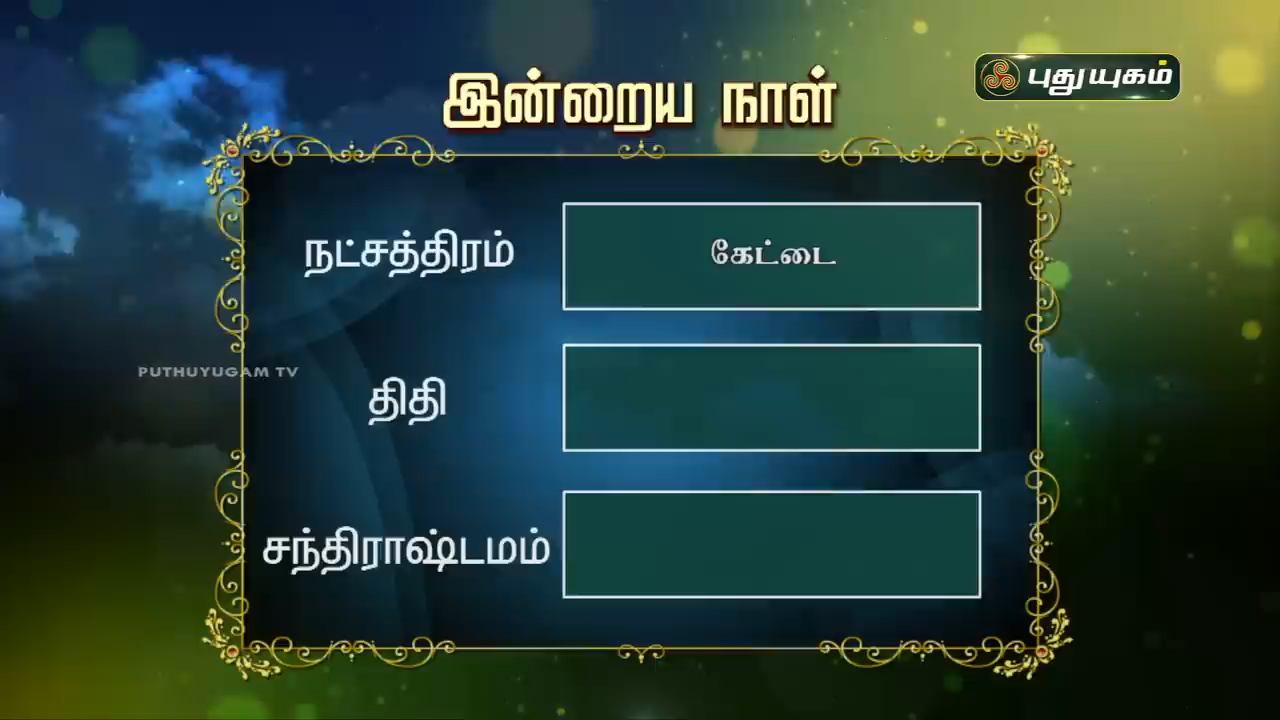 இன்றைய நாள்
புதுயுகம்
நட்சத்திரம்
கேட்டை
PUTHUYUGAM TV
திதி
சந்திராஷ்டமம்